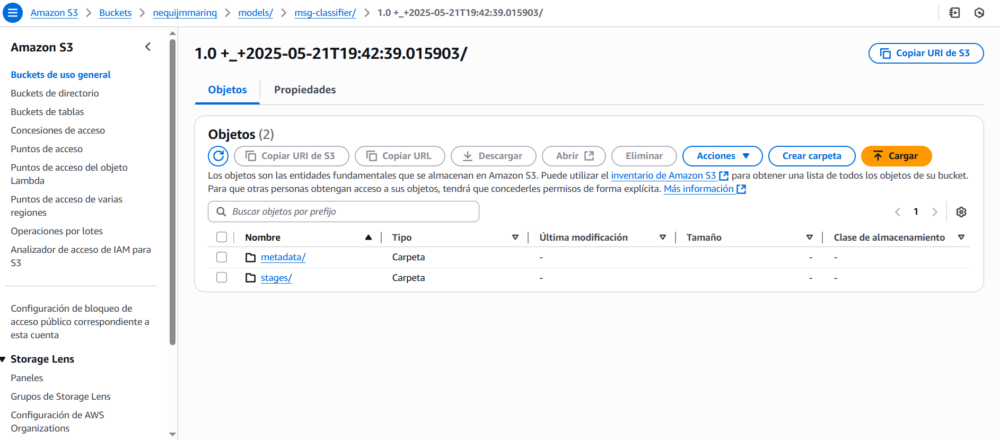 Amazon S3 > Buckets > nequijmmarinq > models/ > msg-classifier/ > 1.0 +_+2025-05-21T19:42:39.015903/
Amazon S3
Buckets de uso general
Buckets de directorio
Buckets de tablas
Concesiones de acceso
Puntos de acceso
Puntos de acceso del objeto
Lambda
Puntos de acceso de varias
regiones
Operaciones por lotes
Analizador de acceso de IAM para
S3
Configuración de bloqueo de
acceso público correspondiente a
esta cuenta
Storage Lens
Paneles
Grupos de Storage Lens
Configuración de AWS
Organizations
1.0 +_+2025-05-21T19:42:39.015903/
Copiar URI de S3
Objetos
Propiedades
Objetos (2)
Copiar URI de S3
Copiar URL
Descargar
Abrir
Eliminar
Acciones
Crear carpeta
Cargar
Los objetos son las entidades fundamentales que se almacenan en Amazon S3. Puede utilizar el inventario de Amazon S3 para obtener una lista de todos los objetos de su bucket.
Para que otras personas obtengan acceso a sus objetos, tendrá que concederles permisos de forma explícita. Más información
Buscar objetos por prefijo
1
Nombre Tipo Última modificación Tamaño Clase de almacenamiento
metadata/ Carpeta - - -
stages/ Carpeta - - -